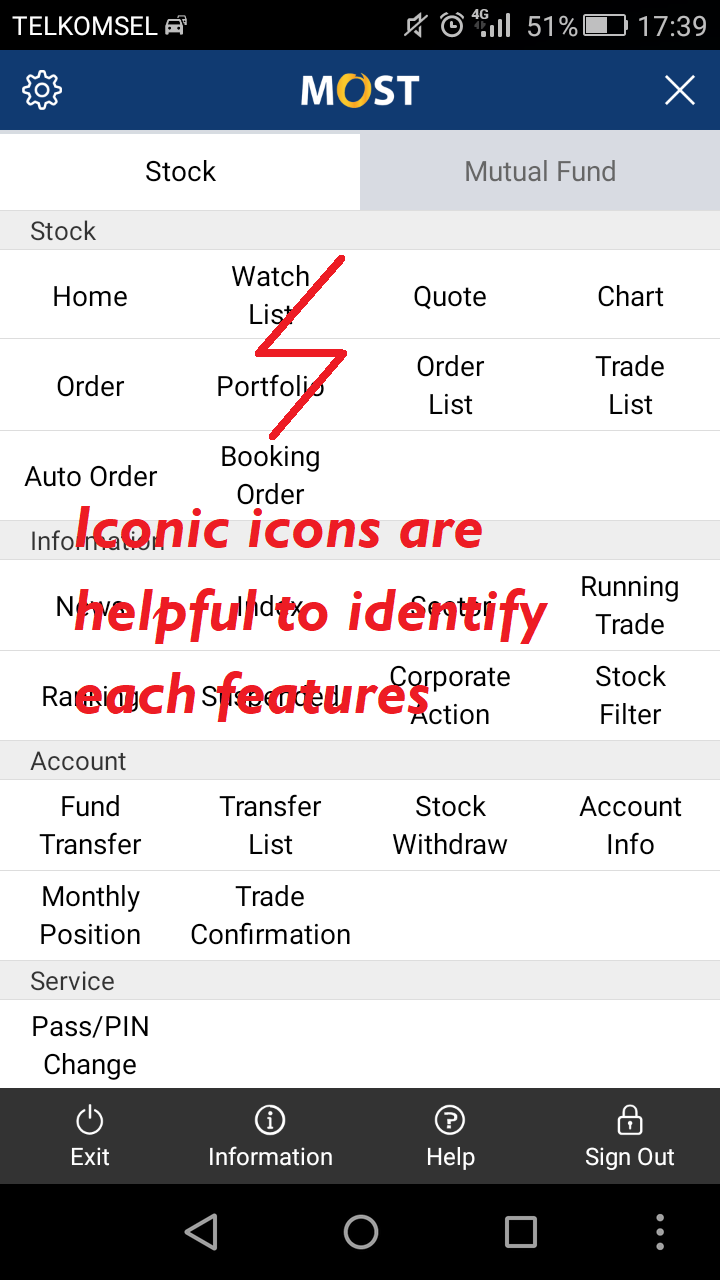 TELKOMSEL 4G 51% 17:39
MOST
Stock Mutual Fund
Stock
Home Watch List Quote Chart
Order Portfolio Order List Trade List
Auto Order Booking Order
Information
News Index Sector Running Trade
Ranking Suspended Corporate Action Stock Filter
Iconic icons are
helpful to identify
each features
Account
Fund Transfer Transfer List Stock Withdraw Account Info
Monthly Position Trade Confirmation
Service
Pass/PIN Change
Exit Information Help Sign Out